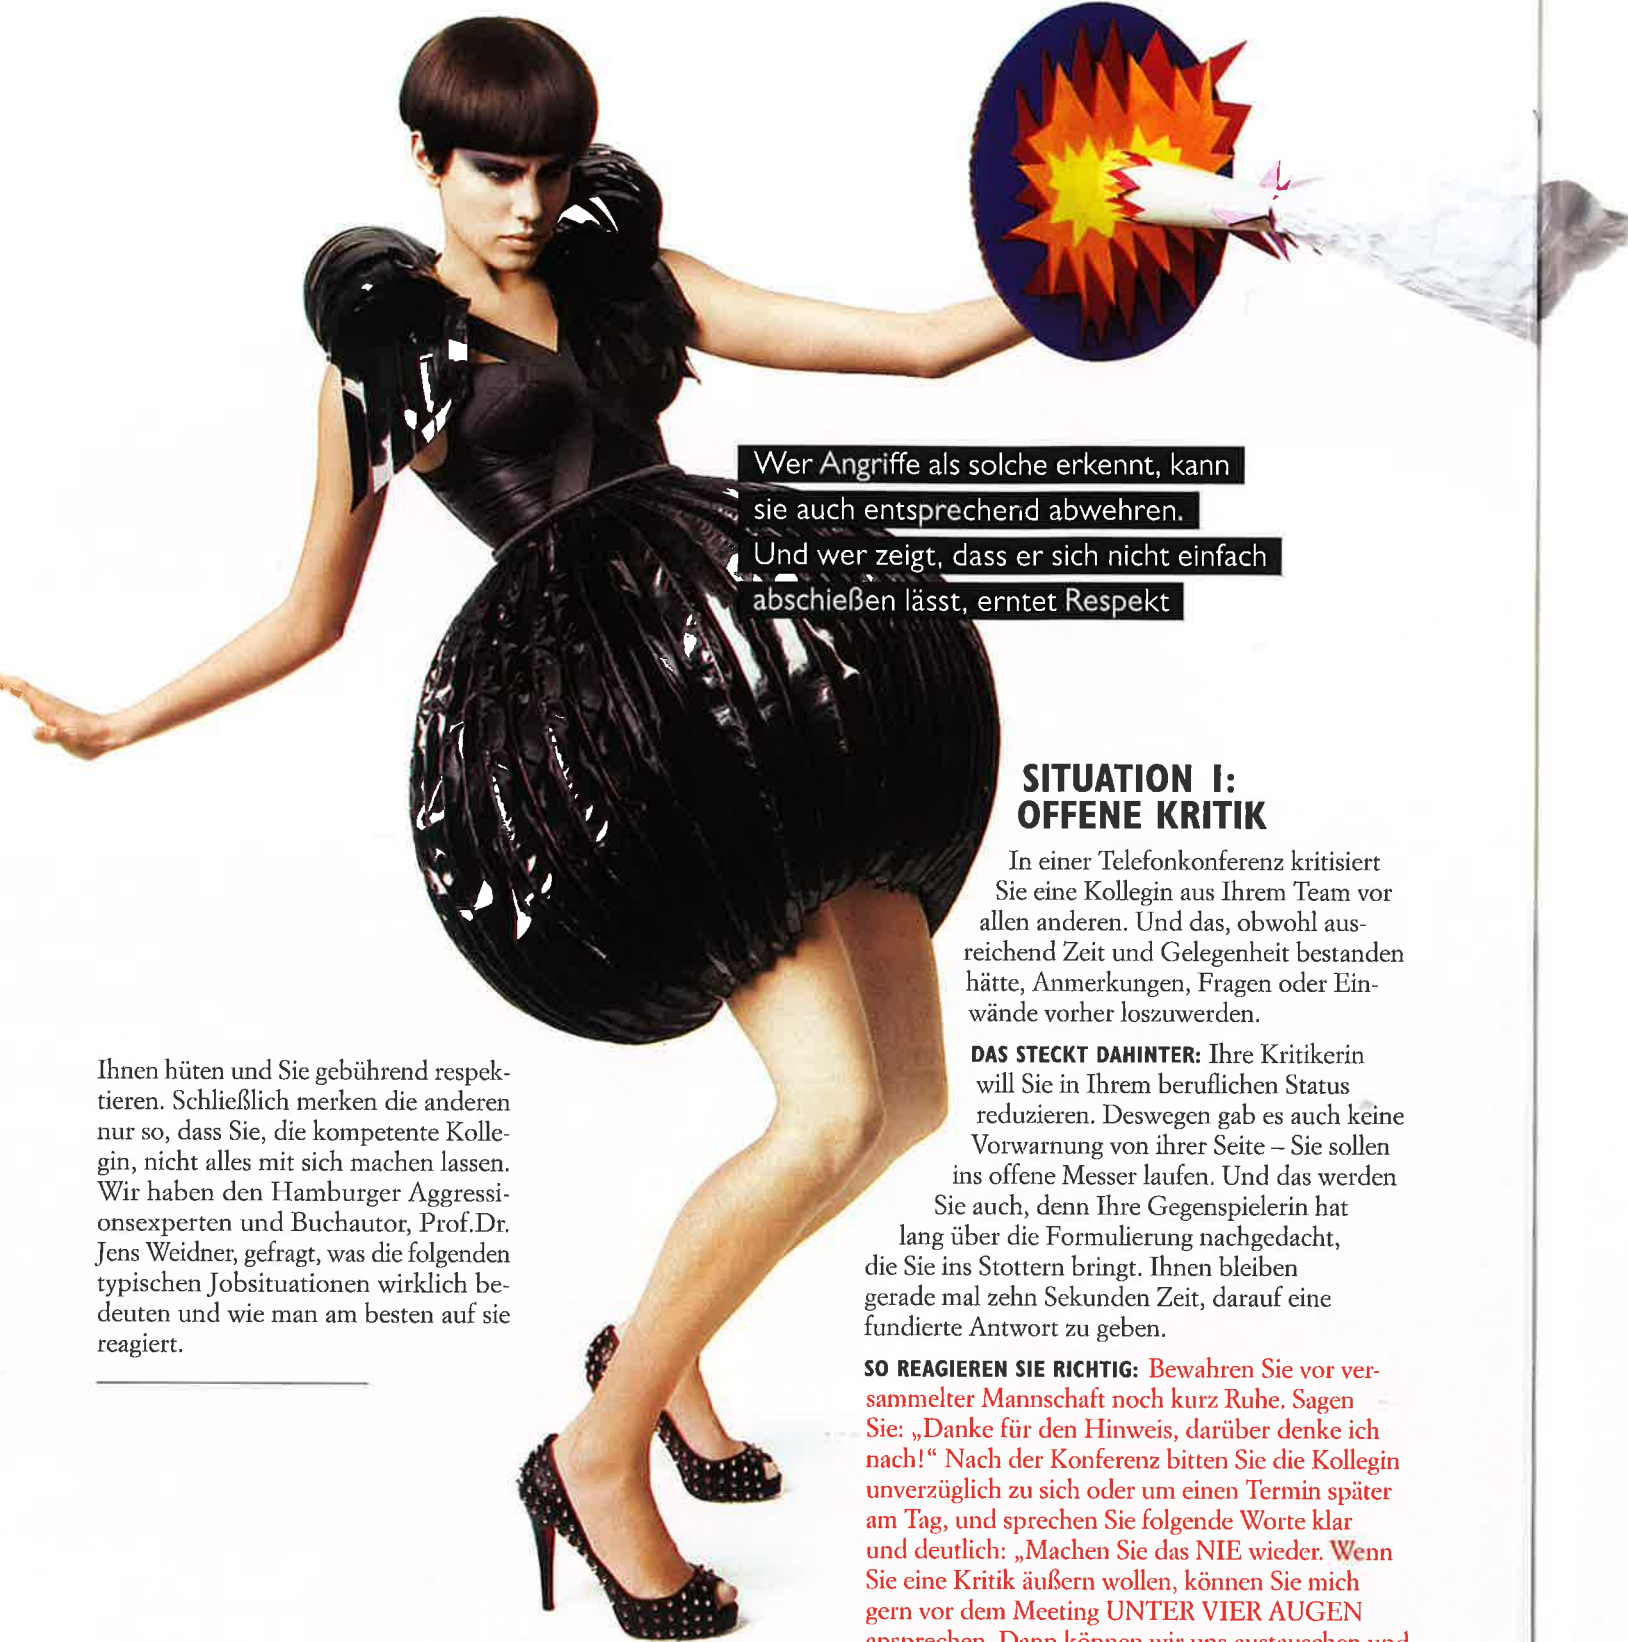 Wer Angriffe als solche erkennt, kann
sie auch entsprechend abwehren.
Und wer zeigt, dass er sich nicht einfach
abschießen lässt, erntet Respekt
Ihnen hüten und Sie gebührend respek-
tieren. Schließlich merken die anderen
nur so, dass Sie, die kompetente Kolle-
gin, nicht alles mit sich machen lassen.
Wir haben den Hamburger Aggressi-
onsexperten und Buchautor, Prof.Dr.
Jens Weidner, gefragt, was die folgenden
typischen Jobsituationen wirklich be-
deuten und wie man am besten auf sie
reagiert.
SITUATION 1:
OFFENE KRITIK
In einer Telefonkonferenz kritisiert
Sie eine Kollegin aus Ihrem Team vor
allen anderen. Und das, obwohl aus-
reichend Zeit und Gelegenheit bestanden
hätte, Anmerkungen, Fragen oder Ein-
wände vorher loszuwerden.
DAS STECKT DAHINTER: Ihre Kritikerin
will Sie in Ihrem beruflichen Status
reduzieren. Deswegen gab es auch keine
Vorwarnung von ihrer Seite – Sie sollen
ins offene Messer laufen. Und das werden
Sie auch, denn Ihre Gegenspielerin hat
lang über die Formulierung nachgedacht,
die Sie ins Stottern bringt. Ihnen bleiben
gerade mal zehn Sekunden Zeit, darauf eine
fundierte Antwort zu geben.
SO REAGIEREN SIE RICHTIG: Bewahren Sie vor ver-
sammelter Mannschaft noch kurz Ruhe. Sagen
Sie: „Danke für den Hinweis, darüber denke ich
nach!“ Nach der Konferenz bitten Sie die Kollegin
unverzüglich zu sich oder um einen Termin später
am Tag, und sprechen Sie folgende Worte klar
und deutlich: „Machen Sie das NIE wieder. Wenn
Sie eine Kritik äußern wollen, können Sie mich
gern vor dem Meeting UNTER VIER AUGEN
ansprechen. Dann können wir uns austauschen und